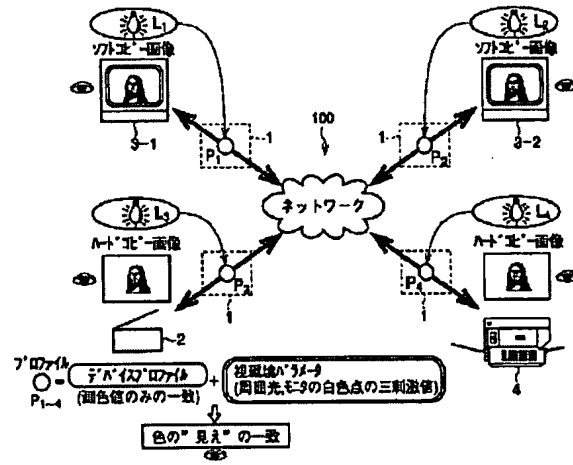 L₁
ソフトコピー画像
3-1
L₂
ソフトコピー画像
3-2
100
1
P₁
1
P₂
ネットワーク
L₃
ハードコピー画像
2
P₃
1
L₄
ハードコピー画像
4
P₄
1
プロファイル
P₁₋₄
=
デバイスプロファイル
(測色値のみの一致)
+
視環境パラメータ
(周囲光,モニタの白色点の三刺激値)
色の"見え"の一致